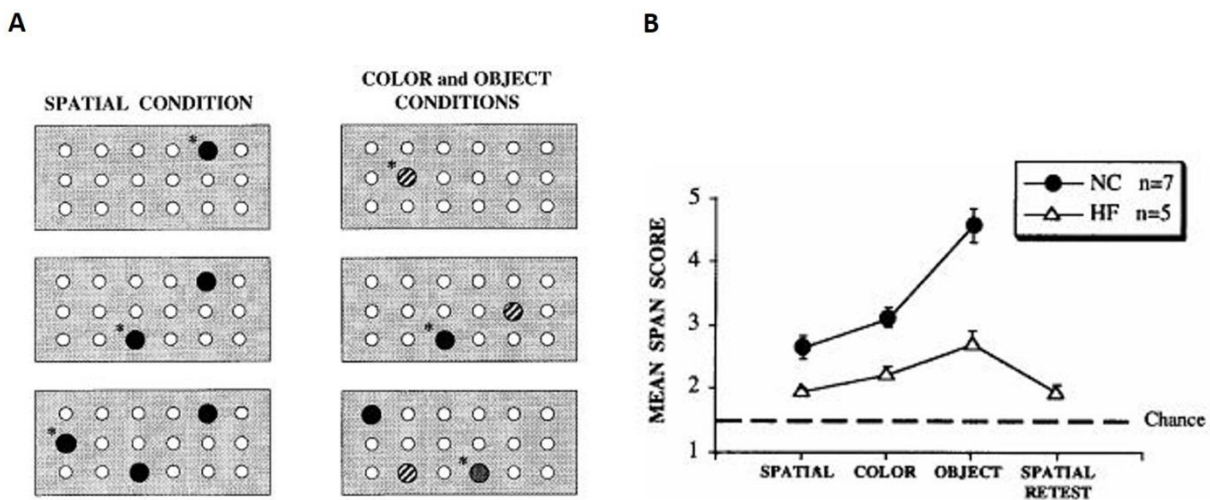 A
B
SPATIAL CONDITION
COLOR and OBJECT
CONDITIONS
*
*
*
*
*
*
NC n=7
HF n=5
MEAN SPAN SCORE
5
4
3
2
1
Chance
SPATIAL
COLOR
OBJECT
SPATIAL
RETEST